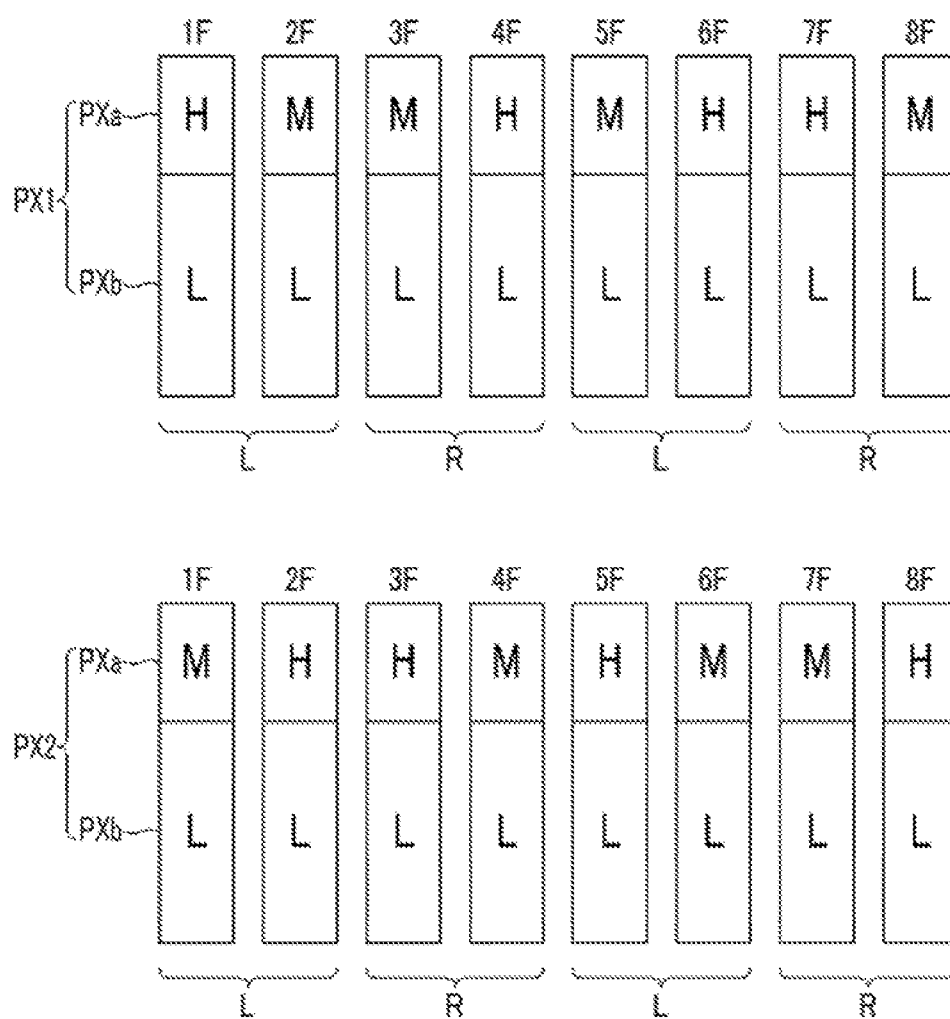 1F 2F 3F 4F 5F 6F 7F 8F
PXa H M M H M H H M
PX1
PXb L L L L L L L L
L R L R
1F 2F 3F 4F 5F 6F 7F 8F
PXa M H H M H M M H
PX2
PXb L L L L L L L L
L R L R